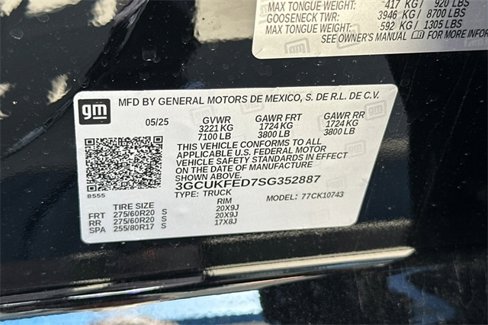 MAX TONGUE WEIGHT: 417 KG / 920 LBS
GOOSENECK TWR: 3946 KG / 8700 LBS
MAX TONGUE WEIGHT: 592 KG / 1305 LBS
SEE OWNER'S MANUAL FOR MORE INFOR
gm
MFD BY GENERAL MOTORS DE MEXICO, S. DE R.L. DE C.V.
05/25 GVWR GAWR FRT GAWR RR
3221 KG 1724 KG 1724 KG
7100 LB 3800 LB 3800 LB
THIS VEHICLE CONFORMS TO ALL APPLICABLE
U.S. FEDERAL MOTOR VEHICLE
SAFETY STANDARDS IN EFFECT ON THE
DATE OF MANUFACTURE SHOWN ABOVE.
3GCUKFED7SG352887
TYPE: TRUCK MODEL: 77CK10743
8555
TIRE SIZE RIM
FRT 275/60R20 S 20X9J
RR 275/60R20 S 20X9J
SPA 255/80R17 S 17X8J